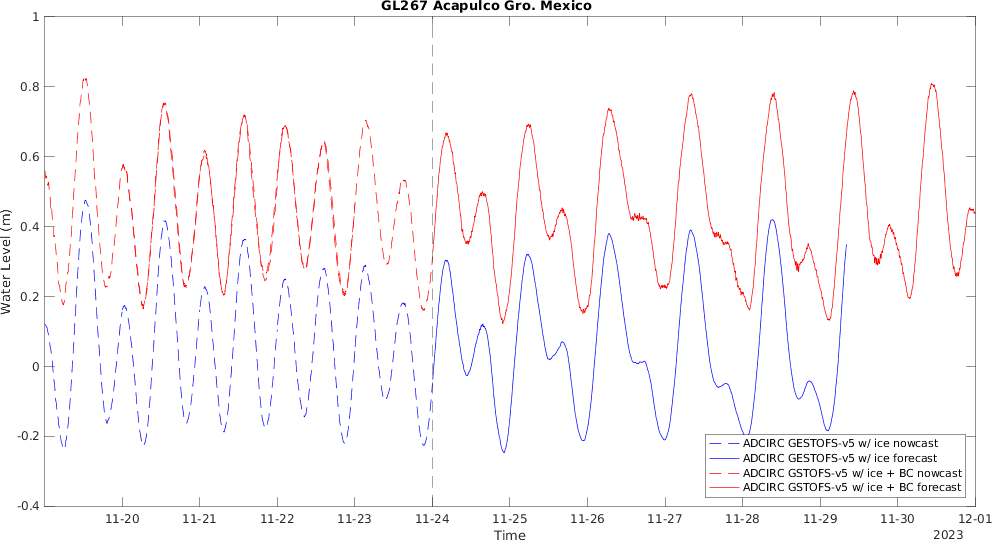 GL267 Acapulco Gro. Mexico
1
0.8
0.6
0.4
0.2
0
-0.2
-0.4
Water Level (m)
ADCIRC GESTOFS-v5 w/ ice nowcast
ADCIRC GESTOFS-v5 w/ ice forecast
ADCIRC GSTOFS-v5 w/ ice + BC nowcast
ADCIRC GSTOFS-v5 w/ ice + BC forecast
11-20 11-21 11-22 11-23 11-24 11-25 11-26 11-27 11-28 11-29 11-30 12-01
Time
2023